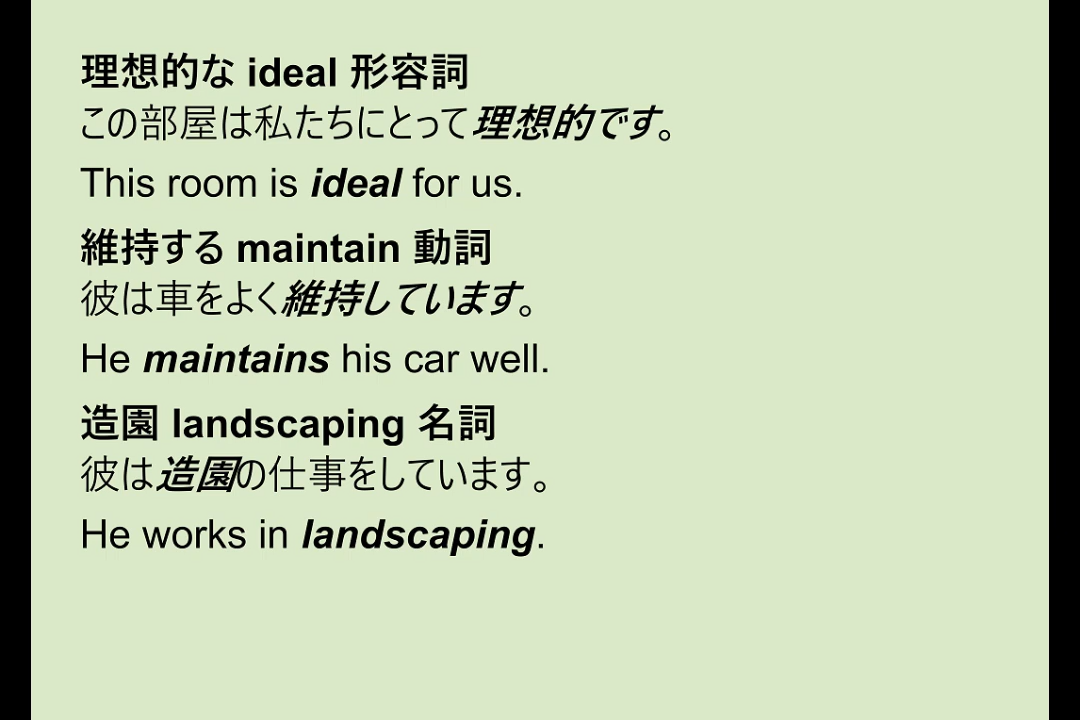 理想的な ideal 形容詞
この部屋は私たちにとって理想的です。
This room is ideal for us.
維持する maintain 動詞
彼は車をよく維持しています。
He maintains his car well.
造園 landscaping 名詞
彼は造園の仕事をしています。
He works in landscaping.